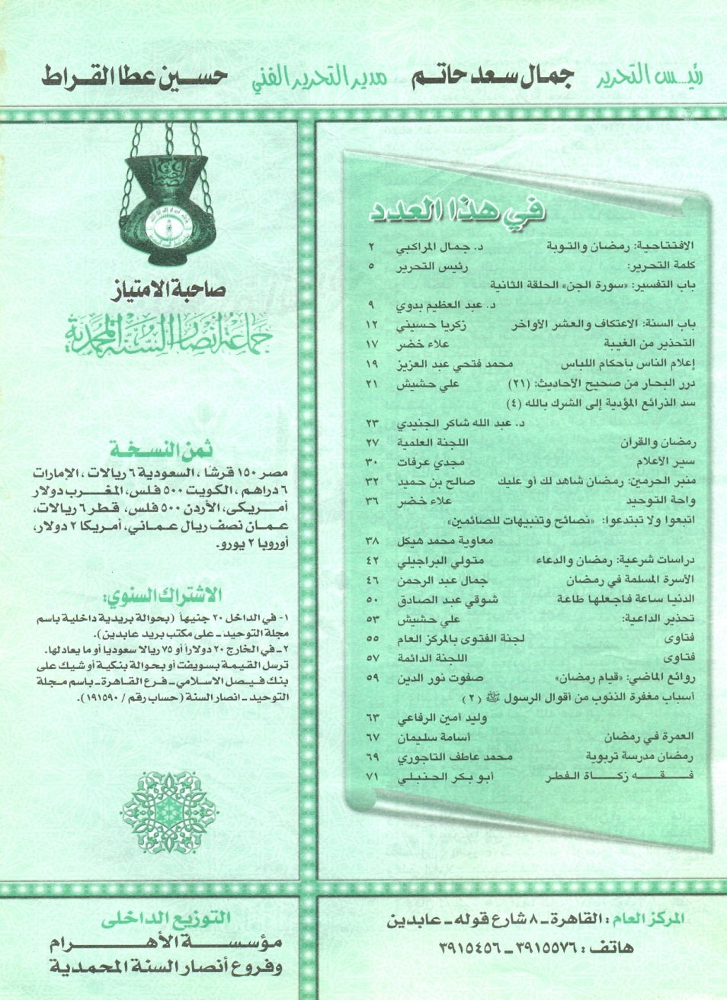 رئيس التحرير جمال سعد حاتم مدير التحرير الفني حسين عطا القراط
في هذا العدد
الافتتاحية: رمضان والتوبة د. جمال المراكبي ٢
كلمة التحرير: رئيس التحرير ٥
باب التفسير: «سورة الجن» الحلقة الثانية
د. عبد العظيم بدوي ٩
باب السنة: الاعتكاف والعشر الأواخر زكريا حسيني ١٢
التحذير من الغيبة علاء خضر ١٧
إعلام الناس بأحكام اللباس محمد فتحي عبد العزيز ١٩
درر البحار من صحيح الأحاديث: (٢١) علي حشيش ٢١
سد الذرائع المؤدية إلى الشرك بالله (٤)
د. عبد الله شاكر الجنيدي ٢٣
رمضان والقرآن اللجنة العلمية ٢٧
سير الأعلام مجدي عرفات ٣٠
منبر الحرمين: رمضان شاهد لك أو عليك صالح بن حميد ٣٢
واحة التوحيد علاء خضر ٣٦
اتبعوا ولا تبتدعوا: «نصائح وتنبيهات للصائمين»
معاوية محمد هيكل ٣٨
دراسات شرعية: رمضان والدعاء متولي البراجيلي ٤٢
الأسرة المسلمة في رمضان جمال عبد الرحمن ٤٦
الدنيا ساعة فاجعلها طاعة شوقي عبد الصادق ٥٠
تحذير الداعية: علي حشيش ٥٣
فتاوى لجنة الفتوى بالمركز العام ٥٥
فتاوى اللجنة الدائمة ٥٧
روائع الماضي: «قيام رمضان» صفوت نور الدين ٥٩
أسباب مغفرة الذنوب من أقوال الرسول ﷺ (٢)
وليد أمين الرفاعي ٦٣
العمرة في رمضان أسامة سليمان ٦٧
رمضان مدرسة تربوية محمد عاطف التاجوري ٦٩
فقه زكاة الفطر أبو بكر الحنبلي ٧١
صاحبة الامتياز
جماعة أنصار السنة المحمدية
ثمن النسخة
مصر ١٥٠ قرشا ، السعودية ٦ ريالات ، الامارات
٦ دراهم ، الكويت ٥٠٠ فلس، المغرب دولار
أمريكى، الأردن ٥٠٠ فلس، قطر ٦ ريالات،
عمان نصف ريال عماني، أمريكا ٢ دولار،
أوروبا ٢ يورو.
الاشتراك السنوي:
١- في الداخل ٢٠ جنيهاً (بحوالة بريدية داخلية باسم
مجلة التوحيد - على مكتب بريد عابدين).
٢- في الخارج ٢٠ دولاراً أو ٧٥ ريالا سعوديا أو ما يعادلها.
ترسل القيمة بسويفت أو بحوالة بنكية أو شيك على
بنك فيصل الاسلامي - فرع القاهرة - باسم مجلة
التوحيد - انصار السنة (حساب رقم / ١٩١٥٩٠).
المركز العام : القاهرة - ٨ شارع قوله - عابدين
هاتف : ٣٩١٥٥٧٦ - ٣٩١٥٤٥٦
التوزيع الداخلى
مؤسسة الأهرام
وفروع أنصار السنة المحمدية